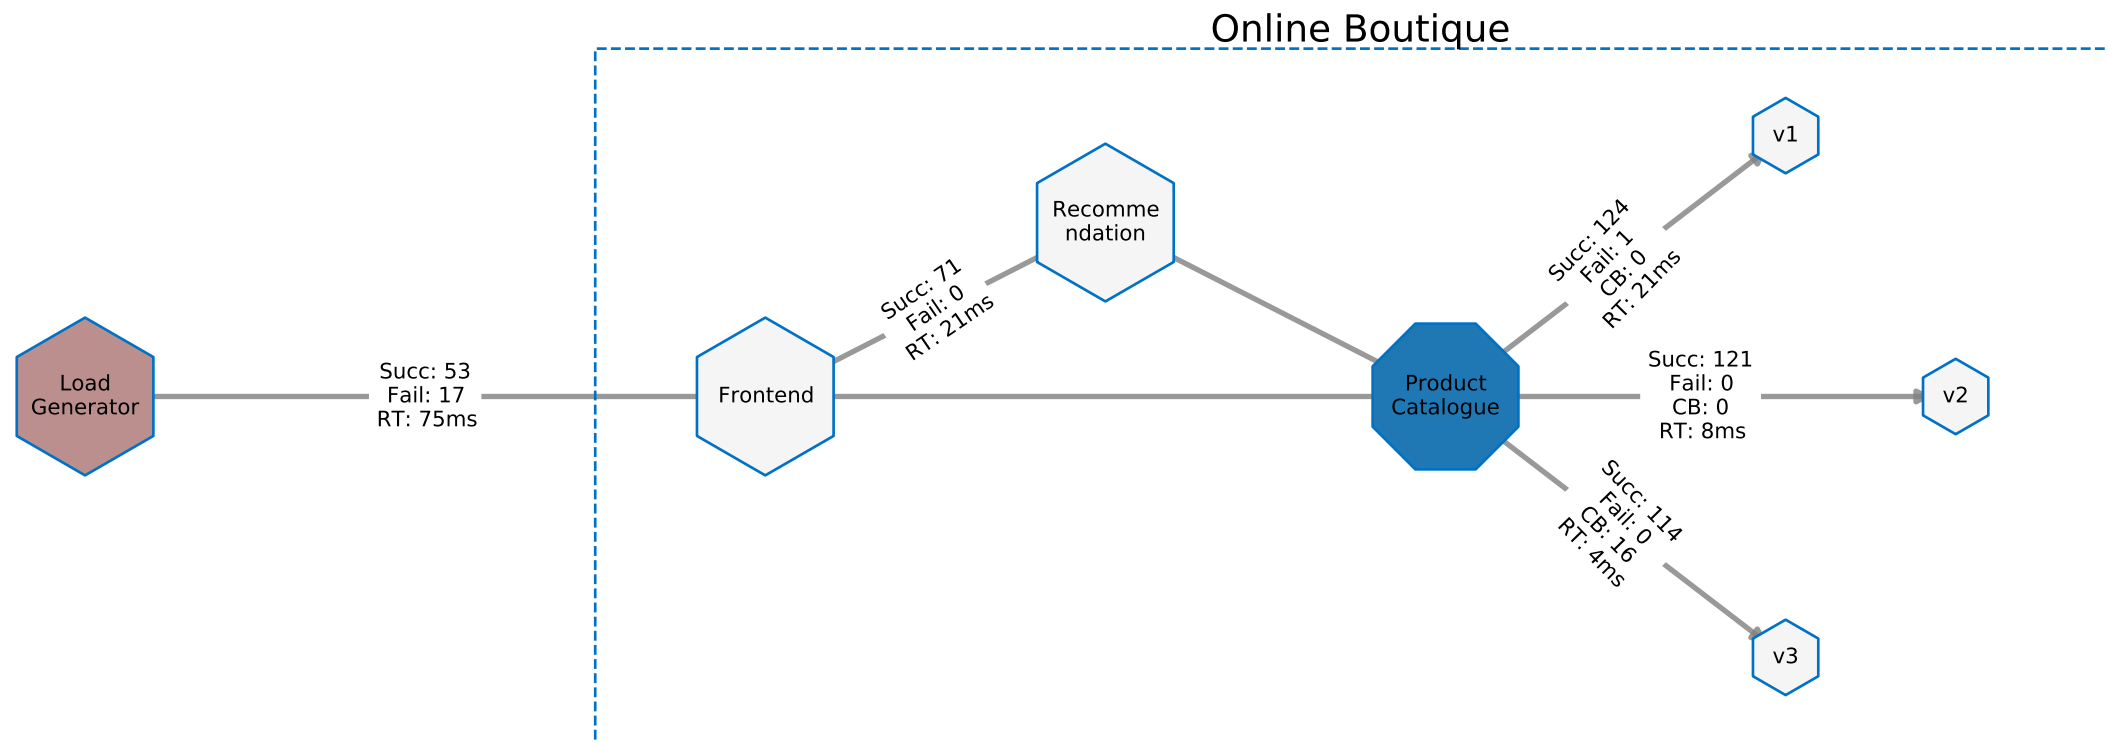 Online Boutique
Load
Generator
Succ: 53
Fail: 17
RT: 75ms
Frontend
Succ: 71
Fail: 0
RT: 21ms
Recomme
ndation
Product
Catalogue
Succ: 124
Fail: 1
CB: 0
RT: 21ms
v1
Succ: 121
Fail: 0
CB: 0
RT: 8ms
v2
Succ: 114
Fail: 0
CB: 16
RT: 4ms
v3